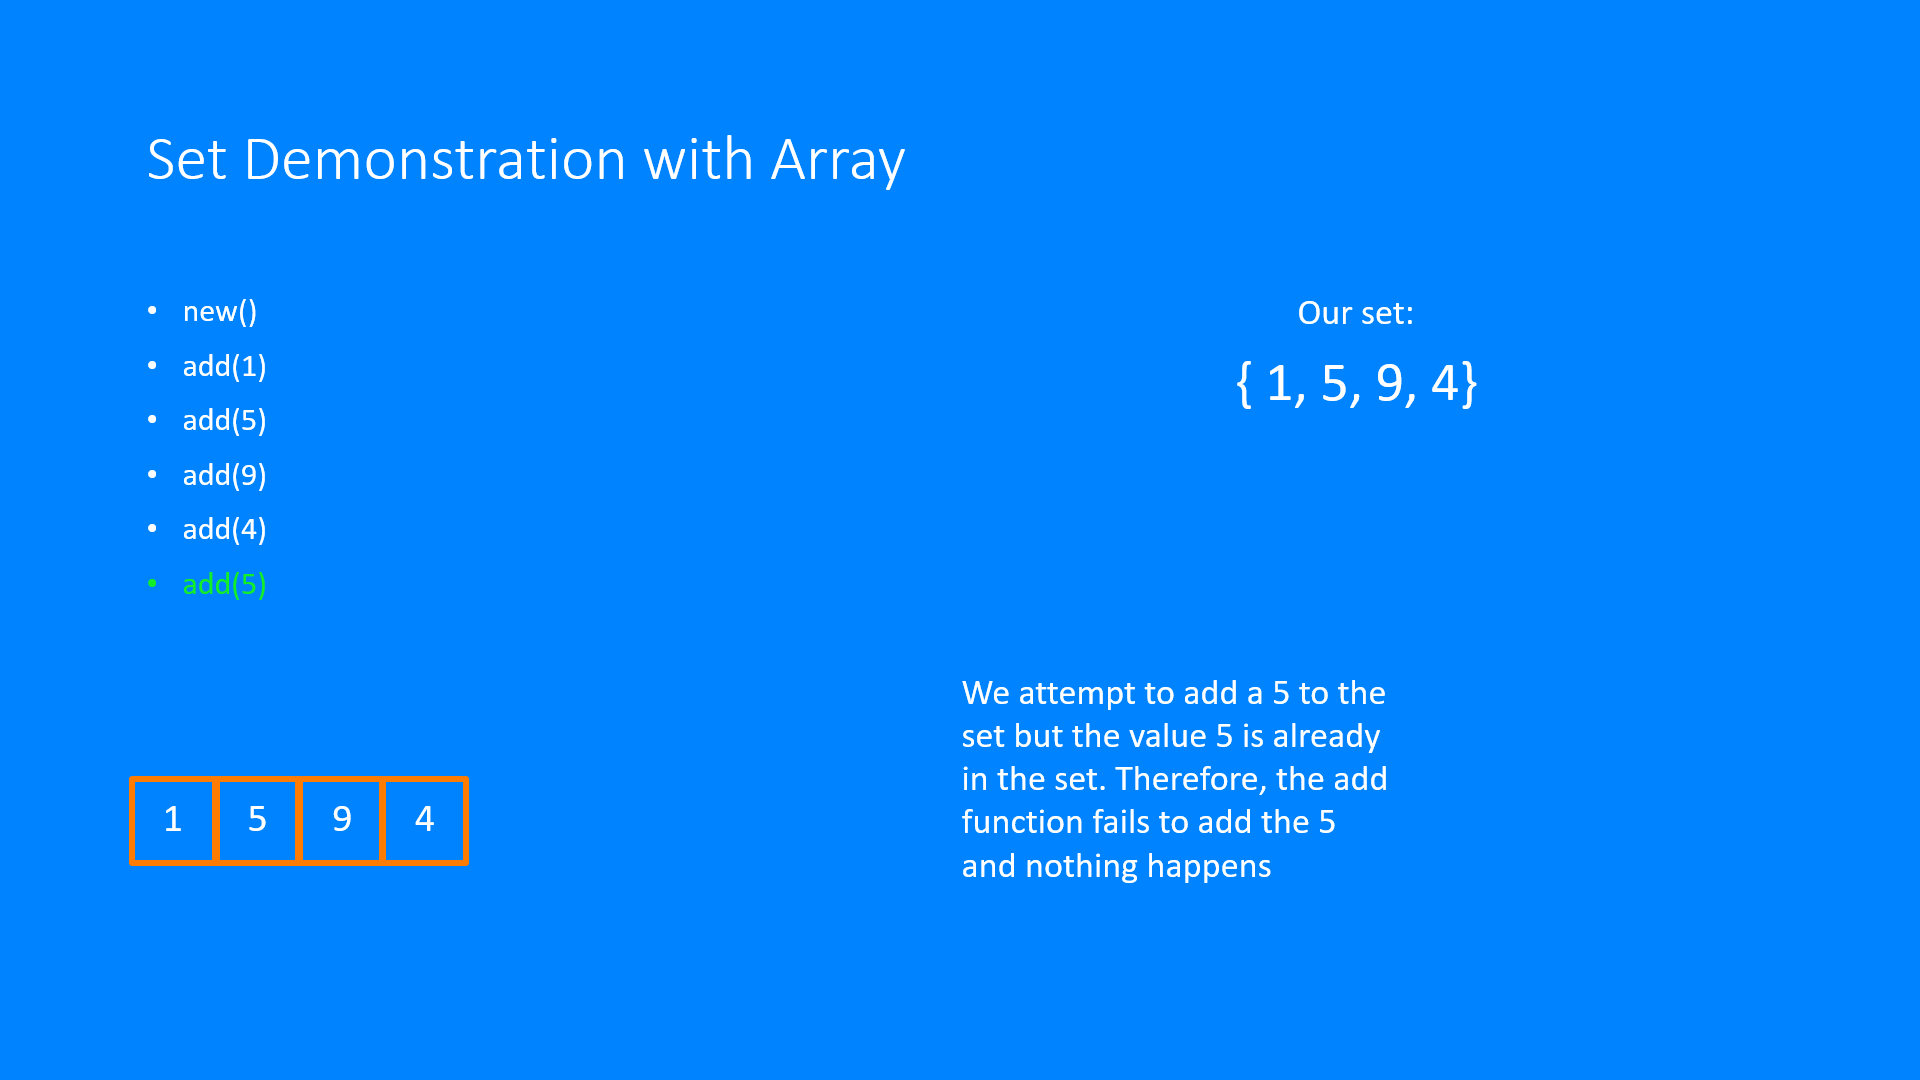 Set Demonstration with Array
• new()
• add(1)
• add(5)
• add(9)
• add(4)
• add(5)
Our set:
{ 1, 5, 9, 4}
1 5 9 4
We attempt to add a 5 to the
set but the value 5 is already
in the set. Therefore, the add
function fails to add the 5
and nothing happens